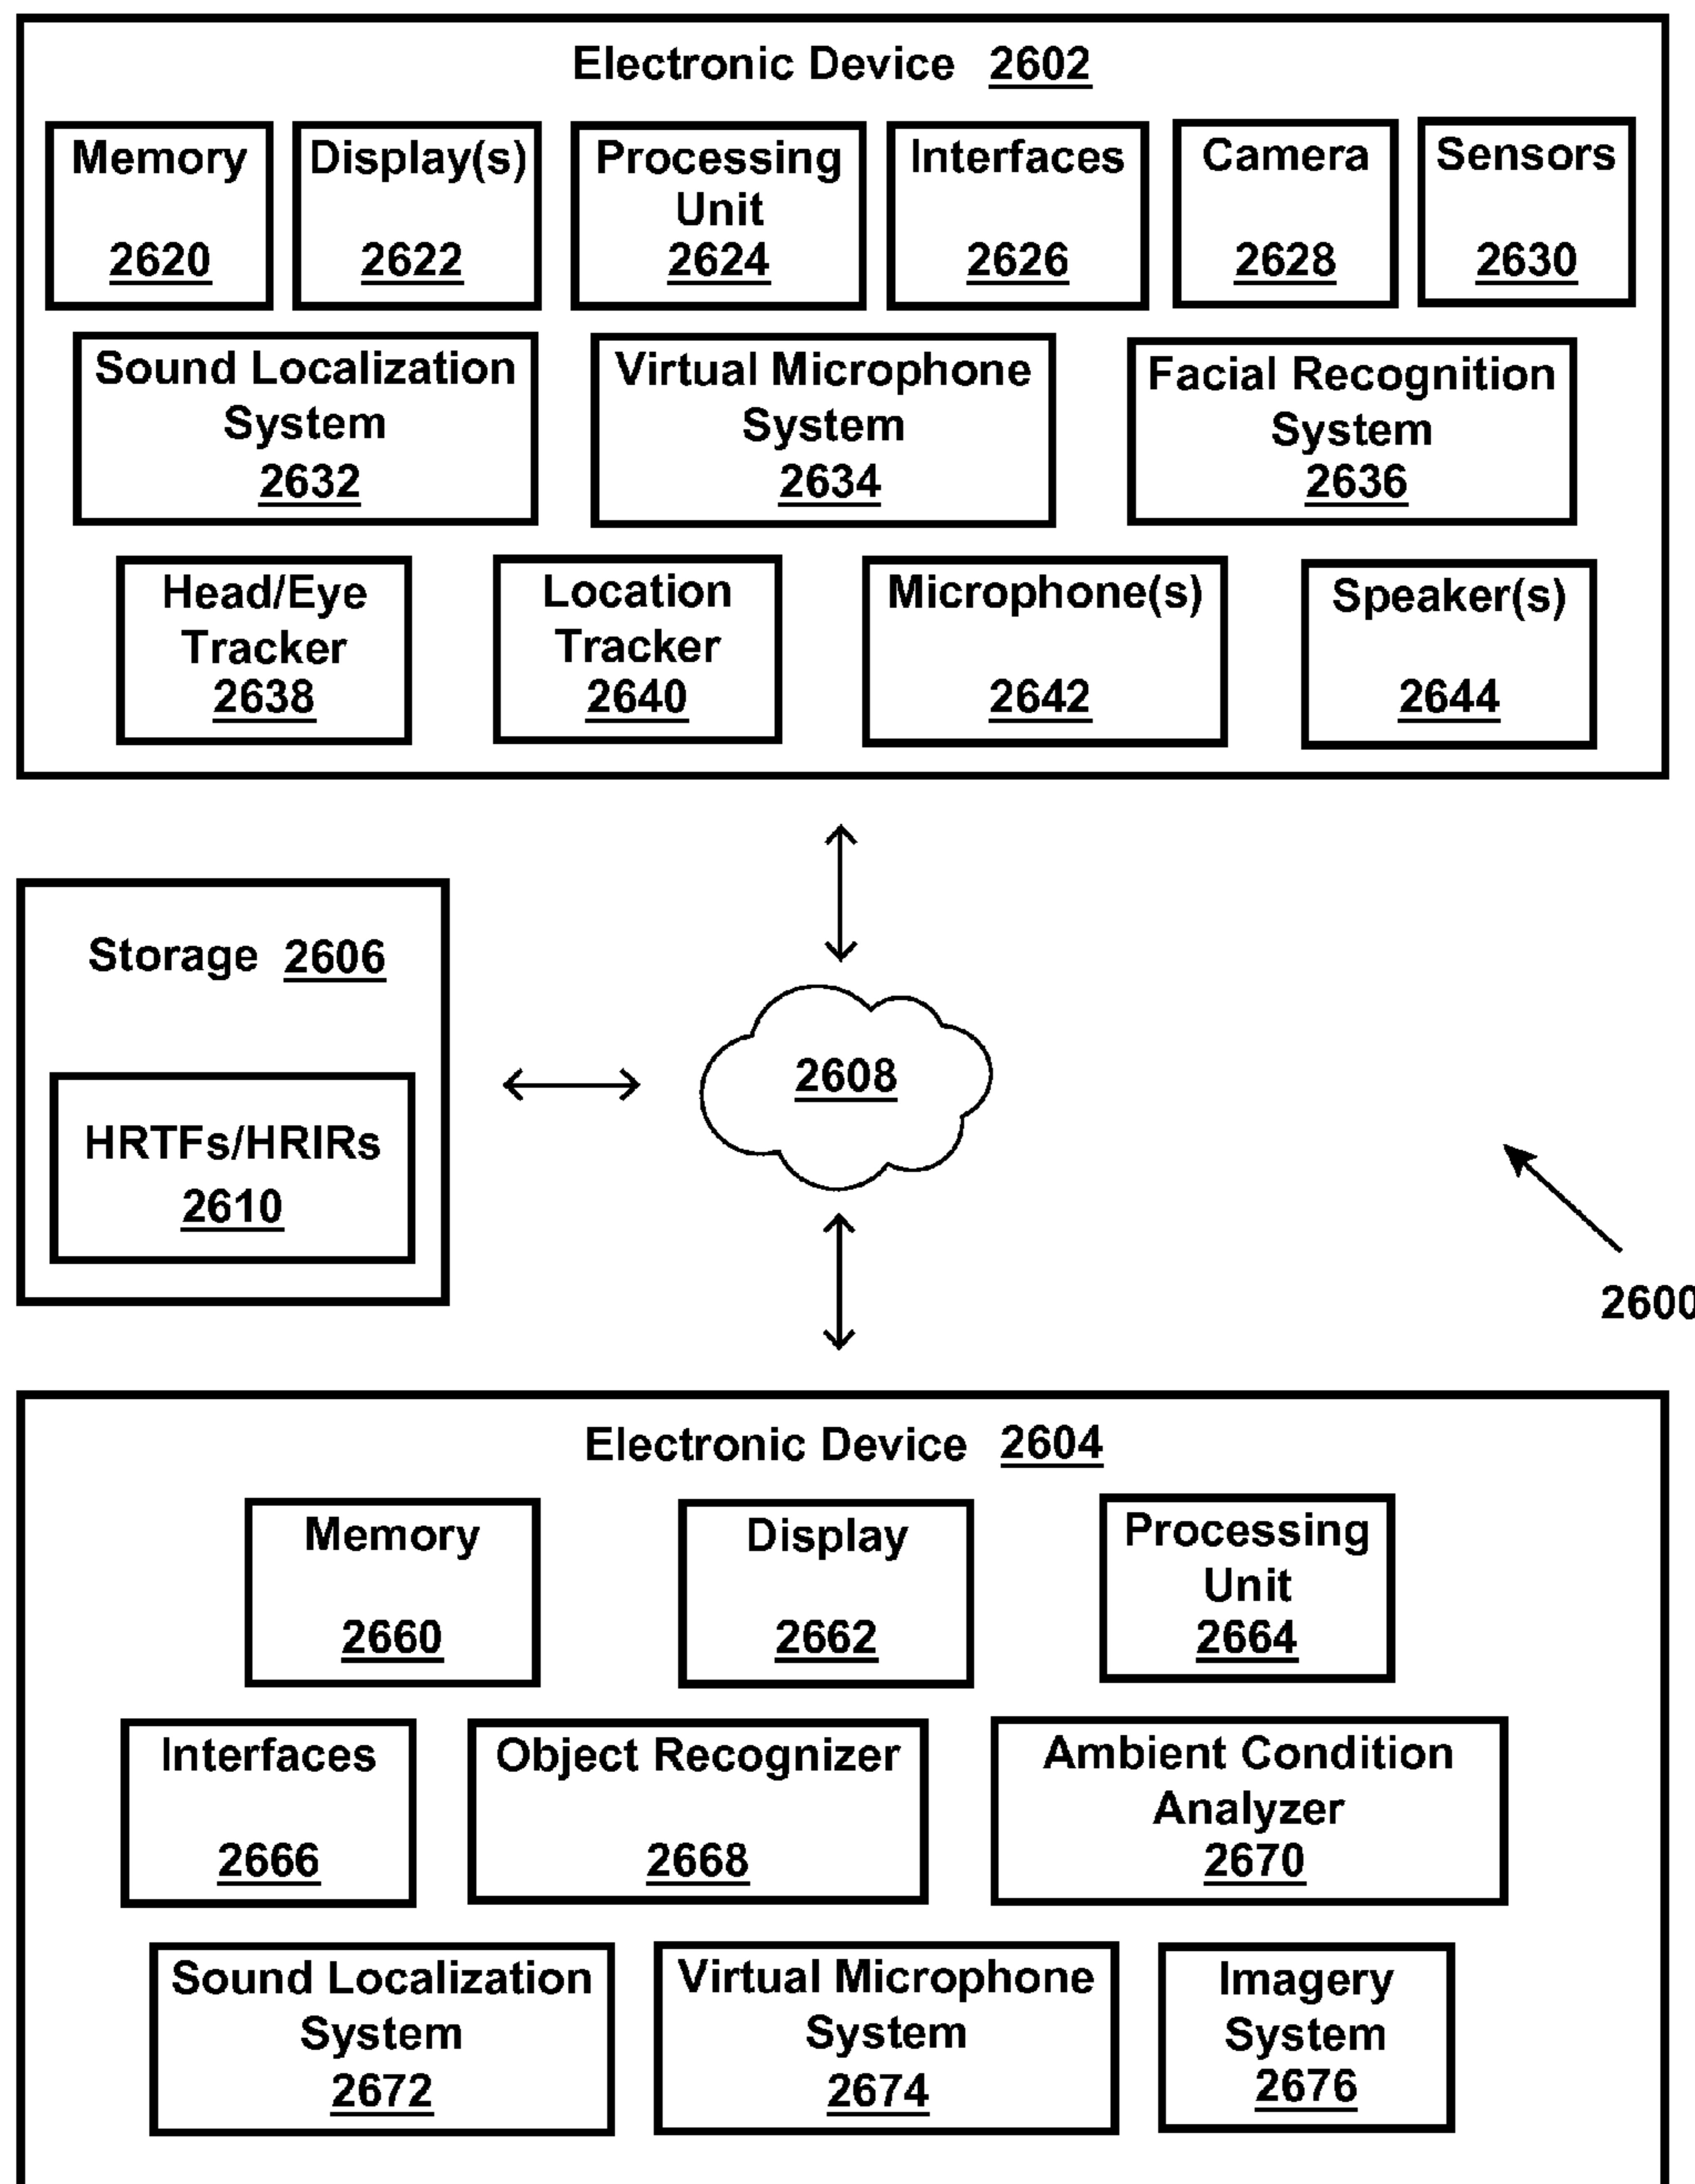 Electronic Device 2602
Memory
2620
Display(s)
2622
Processing
Unit
2624
Interfaces
2626
Camera
2628
Sensors
2630
Sound Localization
System
2632
Virtual Microphone
System
2634
Facial Recognition
System
2636
Head/Eye
Tracker
2638
Location
Tracker
2640
Microphone(s)
2642
Speaker(s)
2644
Storage 2606
HRTFs/HRIRs
2610
2608
2600
Electronic Device 2604
Memory
2660
Display
2662
Processing
Unit
2664
Interfaces
2666
Object Recognizer
2668
Ambient Condition
Analyzer
2670
Sound Localization
System
2672
Virtual Microphone
System
2674
Imagery
System
2676